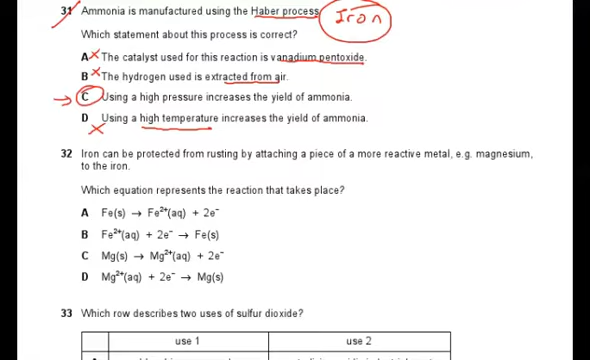 31 Ammonia is manufactured using the Haber process.
Iron
Which statement about this process is correct?
A The catalyst used for this reaction is vanadium pentoxide.
B The hydrogen used is extracted from air.
C Using a high pressure increases the yield of ammonia.
D Using a high temperature increases the yield of ammonia.
32 Iron can be protected from rusting by attaching a piece of a more reactive metal, e.g. magnesium,
to the iron.
Which equation represents the reaction that takes place?
A Fe(s) → Fe²⁺(aq) + 2e⁻
B Fe²⁺(aq) + 2e⁻ → Fe(s)
C Mg(s) → Mg²⁺(aq) + 2e⁻
D Mg²⁺(aq) + 2e⁻ → Mg(s)
33 Which row describes two uses of sulfur dioxide?
use 1 use 2